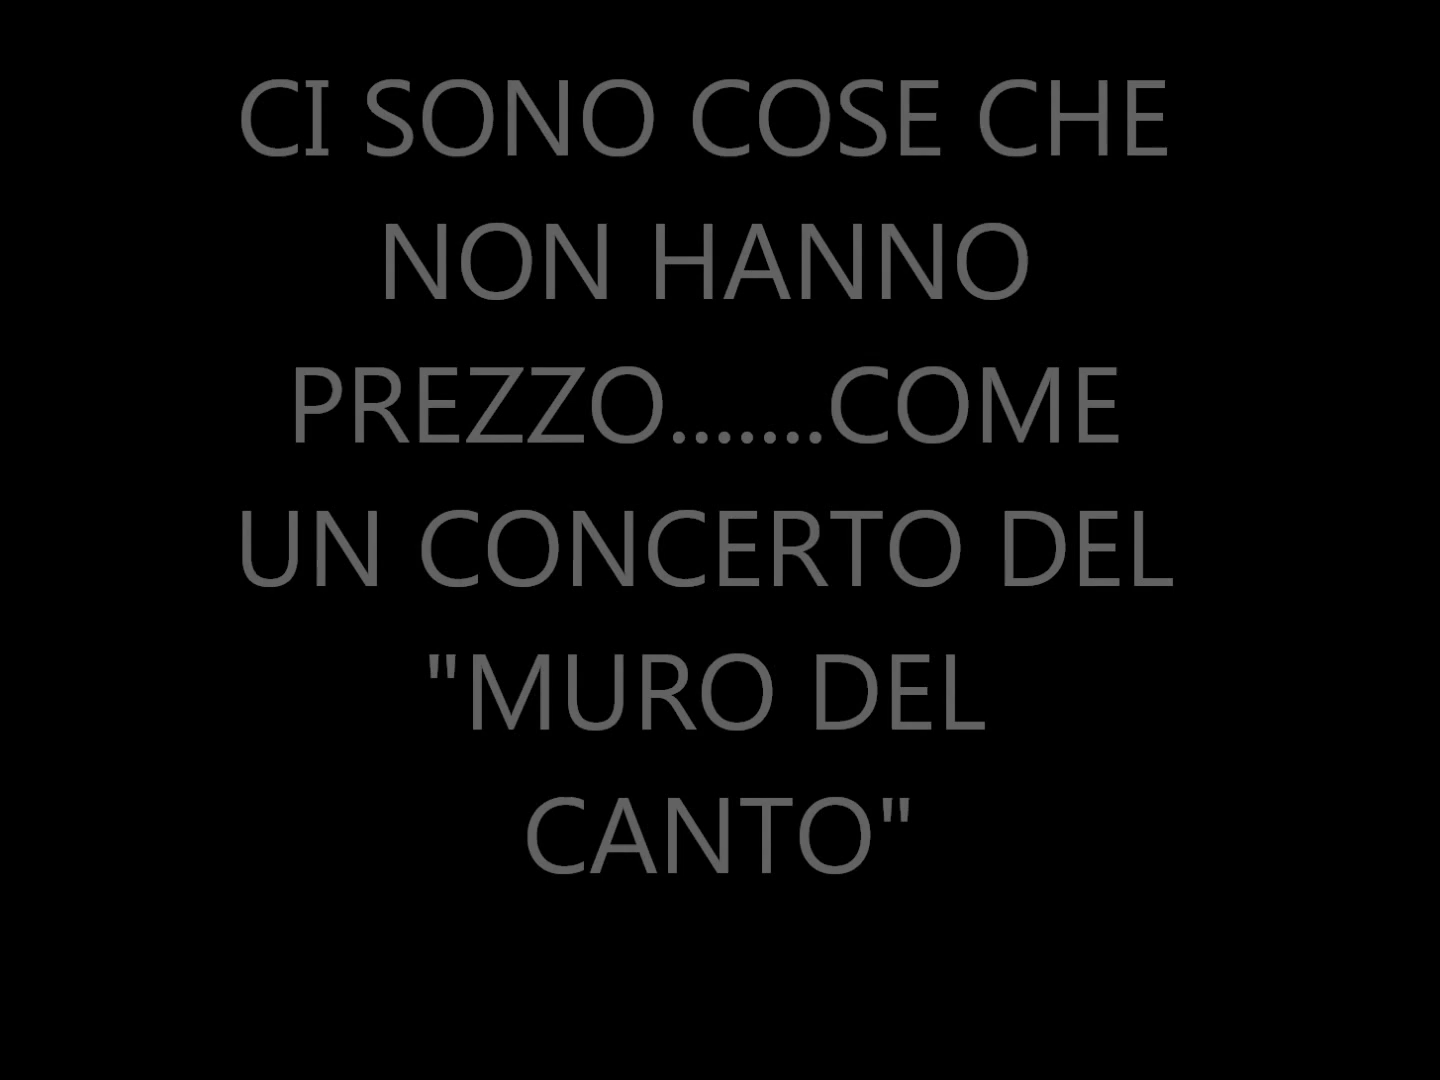 CI SONO COSE CHE
NON HANNO
PREZZO.......COME
UN CONCERTO DEL
"MURO DEL
CANTO"